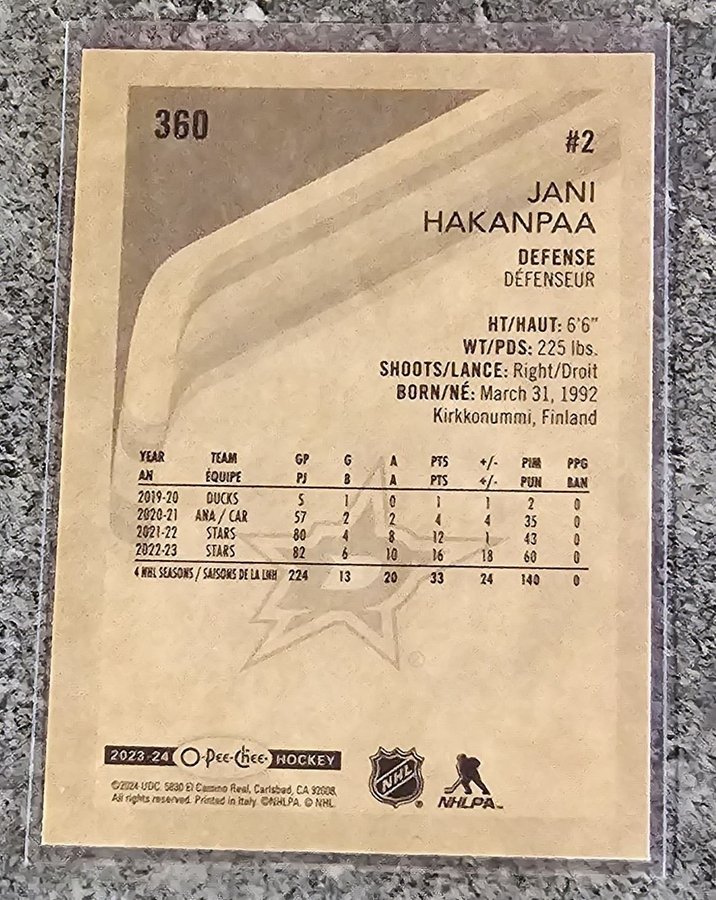 360
#2
JANI
HAKANPAA
DEFENSE
DÉFENSEUR
HT/HAUT: 6'6"
WT/PDS: 225 lbs.
SHOOTS/LANCE: Right/Droit
BORN/NÉ: March 31, 1992
Kirkkonummi, Finland
YEAR TEAM GP G A PTS +/- PIM PPG
AN ÉQUIPE PJ B A PTS +/- PUN BAN
2019-20 DUCKS 5 1 0 1 1 2 0
2020-21 ANA / CAR 57 2 2 4 4 35 0
2021-22 STARS 80 4 8 12 1 43 0
2022-23 STARS 82 6 10 16 18 60 0
4 NHL SEASONS / SAISONS DE LA LNH 224 13 20 33 24 140 0
2023-24 O-Pee-Chee HOCKEY
©2024 UDC. 5830 El Camino Real, Carlsbad, CA 92008.
All rights reserved. Printed in Italy. ©NHLPA. © NHL.
NHL
NHLPA